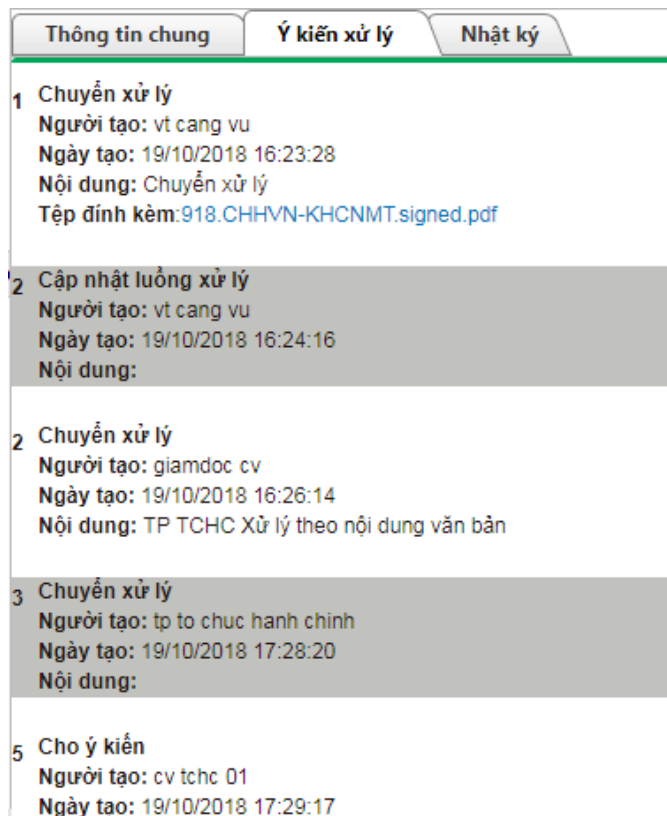 Thông tin chung Ý kiến xử lý Nhật ký
1 Chuyển xử lý
Người tạo: vt cang vu
Ngày tạo: 19/10/2018 16:23:28
Nội dung: Chuyển xử lý
Tệp đính kèm:918.CHHVN-KHCNMT.signed.pdf
2 Cập nhật luồng xử lý
Người tạo: vt cang vu
Ngày tạo: 19/10/2018 16:24:16
Nội dung:
2 Chuyển xử lý
Người tạo: giamdoc cv
Ngày tạo: 19/10/2018 16:26:14
Nội dung: TP TCHC Xử lý theo nội dung văn bản
3 Chuyển xử lý
Người tạo: tp to chuc hanh chinh
Ngày tạo: 19/10/2018 17:28:20
Nội dung:
5 Cho ý kiến
Người tạo: cv tchc 01
Ngày tạo: 19/10/2018 17:29:17